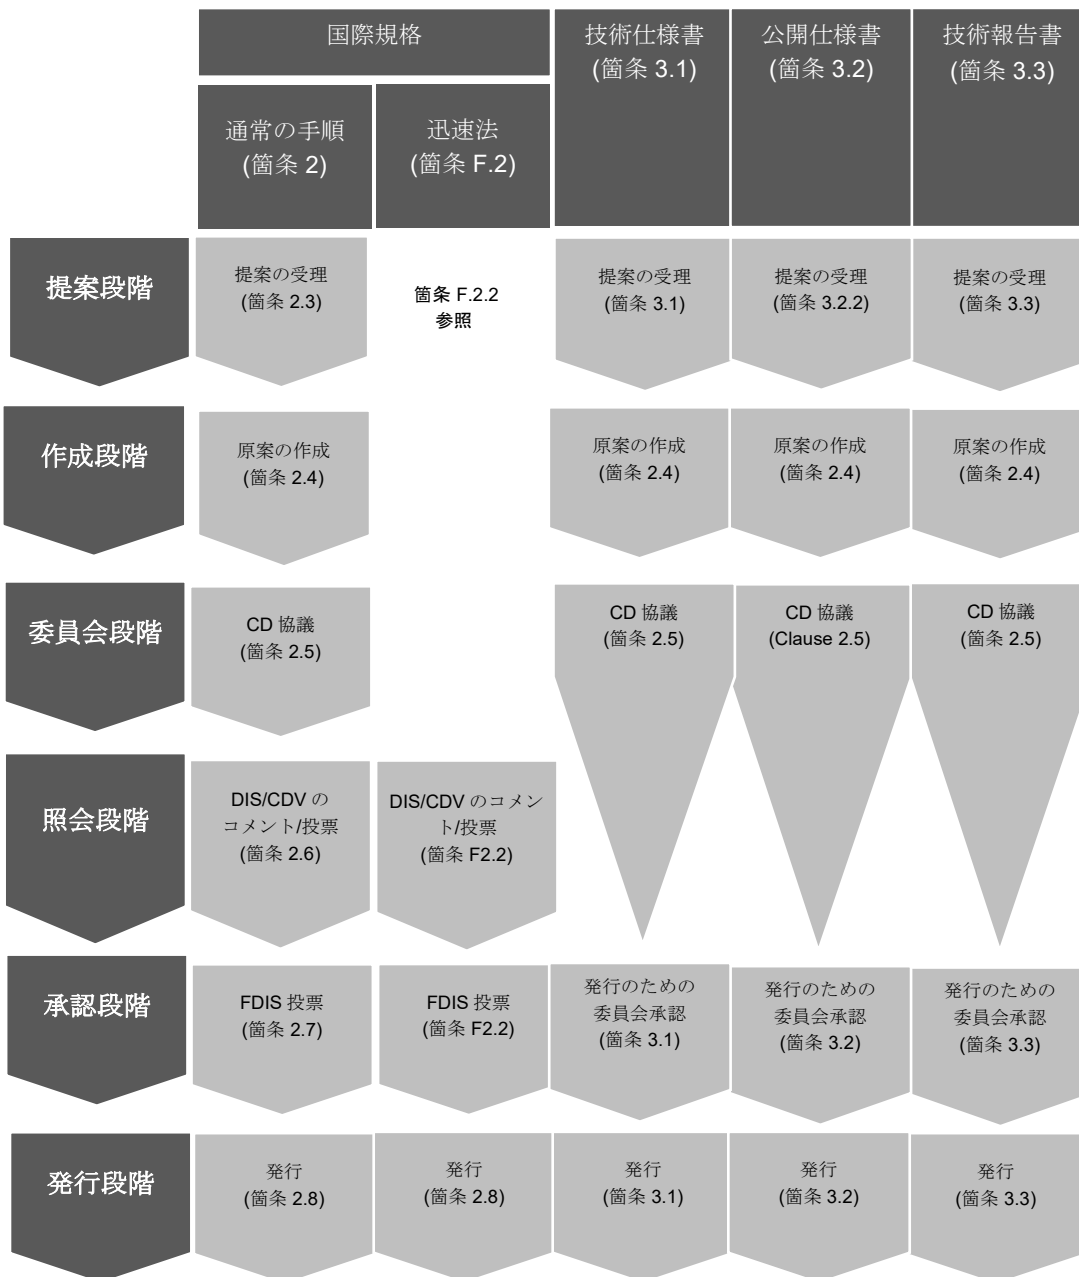 国際規格
技術仕様書
(箇条 3.1)
公開仕様書
(箇条 3.2)
技術報告書
(箇条 3.3)
通常の手順
(箇条 2)
迅速法
(箇条 F.2)
提案段階
提案の受理
(箇条 2.3)
箇条 F.2.2
参照
提案の受理
(箇条 3.1)
提案の受理
(箇条 3.2.2)
提案の受理
(箇条 3.3)
作成段階
原案の作成
(箇条 2.4)
原案の作成
(箇条 2.4)
原案の作成
(箇条 2.4)
原案の作成
(箇条 2.4)
委員会段階
CD 協議
(箇条 2.5)
CD 協議
(箇条 2.5)
CD 協議
(Clause 2.5)
CD 協議
(箇条 2.5)
照会段階
DIS/CDV の
コメント/投票
(箇条 2.6)
DIS/CDV のコメン
ト/投票
(箇条 F2.2)
承認段階
FDIS 投票
(箇条 2.7)
FDIS 投票
(箇条 F2.2)
発行のための
委員会承認
(箇条 3.1)
発行のための
委員会承認
(箇条 3.2)
発行のための
委員会承認
(箇条 3.3)
発行段階
発行
(箇条 2.8)
発行
(箇条 2.8)
発行
(箇条 3.1)
発行
(箇条 3.2)
発行
(箇条 3.3)